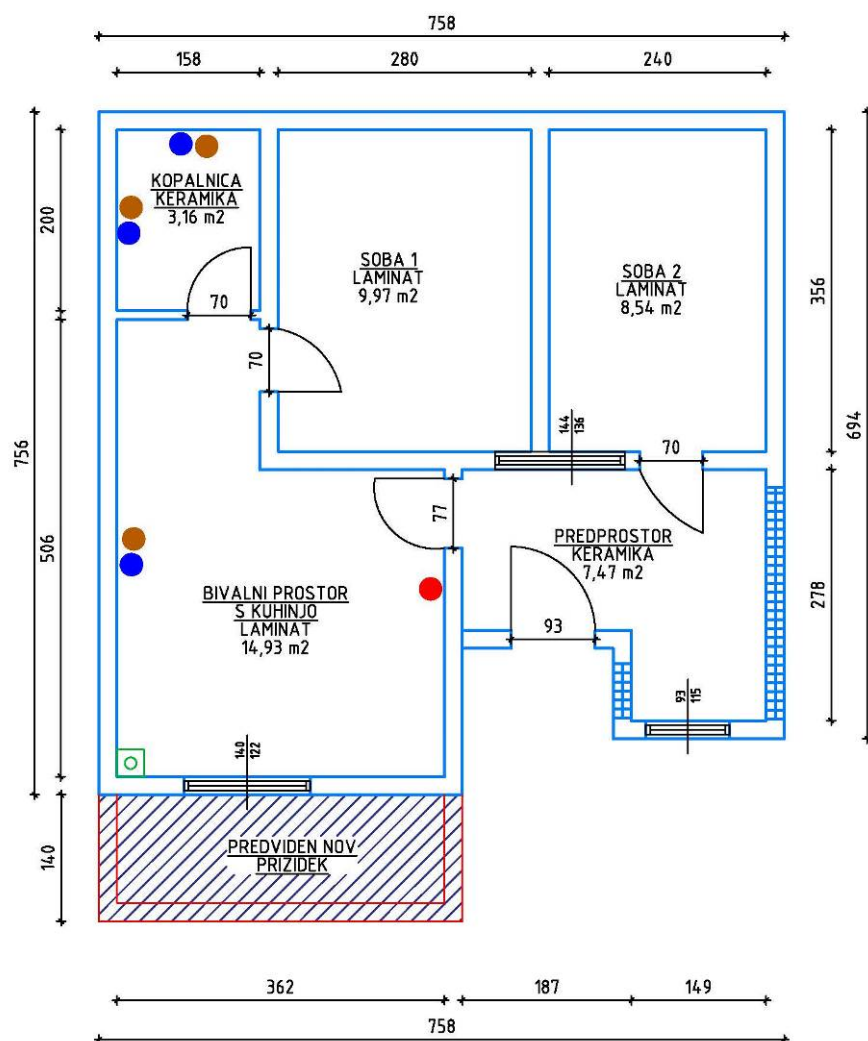 758
158
280
240
KOPALNICA
KERAMIKA
3,16 m2
200
SOBA 1
LAMINAT
9,97 m2
SOBA 2
LAMINAT
8,54 m2
356
70
70
756
694
144
136
70
77
PREDPROSTOR
KERAMIKA
7,47 m2
506
BIVALNI PROSTOR
S KUHINJO
LAMINAT
14,93 m2
278
93
93
115
140
122
140
PREDVIDEN NOV
PRIZIDEK
362
187
149
758